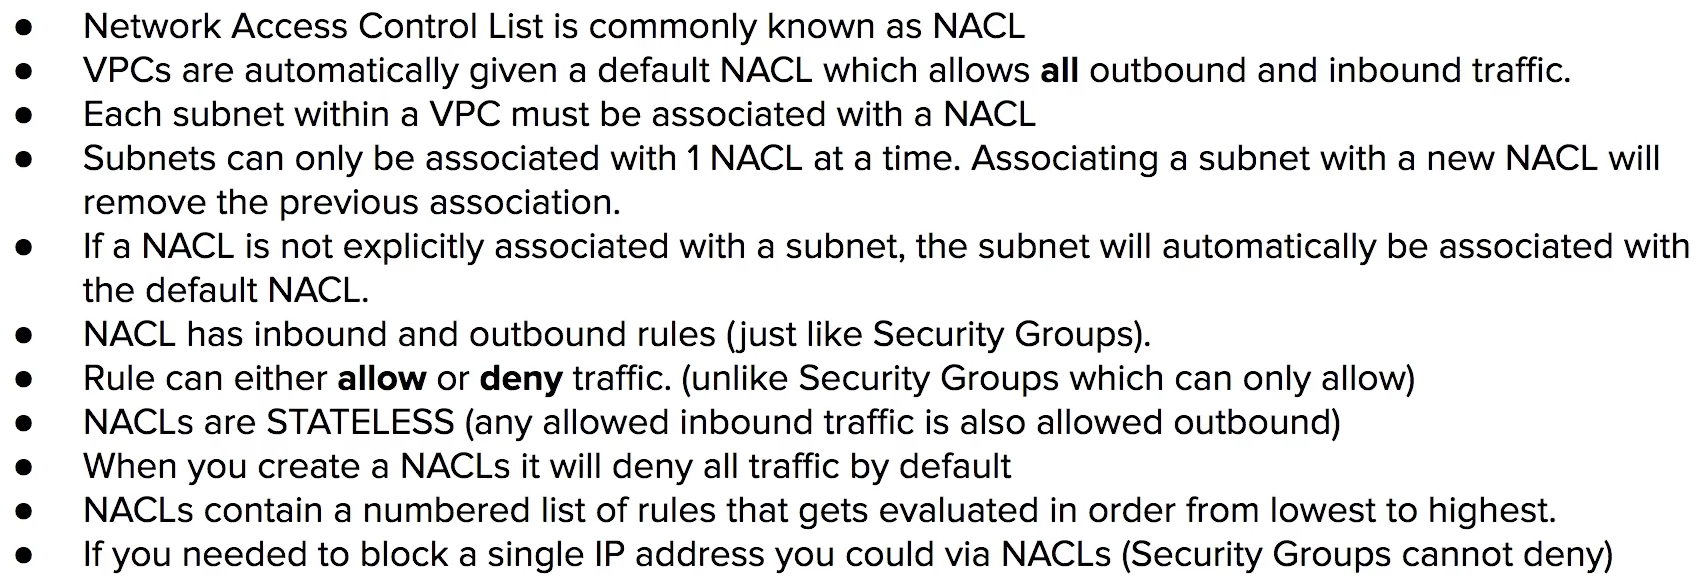 ● Network Access Control List is commonly known as NACL
● VPCs are automatically given a default NACL which allows all outbound and inbound traffic.
● Each subnet within a VPC must be associated with a NACL
● Subnets can only be associated with 1 NACL at a time. Associating a subnet with a new NACL will
remove the previous association.
● If a NACL is not explicitly associated with a subnet, the subnet will automatically be associated with
the default NACL.
● NACL has inbound and outbound rules (just like Security Groups).
● Rule can either allow or deny traffic. (unlike Security Groups which can only allow)
● NACLs are STATELESS (any allowed inbound traffic is also allowed outbound)
● When you create a NACLs it will deny all traffic by default
● NACLs contain a numbered list of rules that gets evaluated in order from lowest to highest.
● If you needed to block a single IP address you could via NACLs (Security Groups cannot deny)